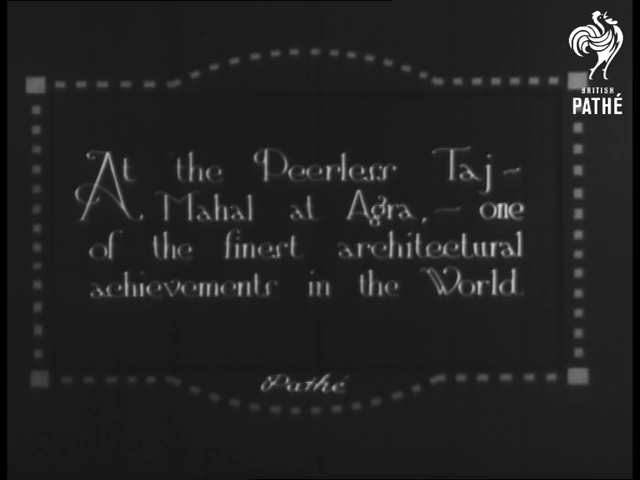 BRITISH
PATHÉ
At the Peerless Taj-
Mahal at Agra, - one
of the finest architectural
achievements in the World.
Pathé